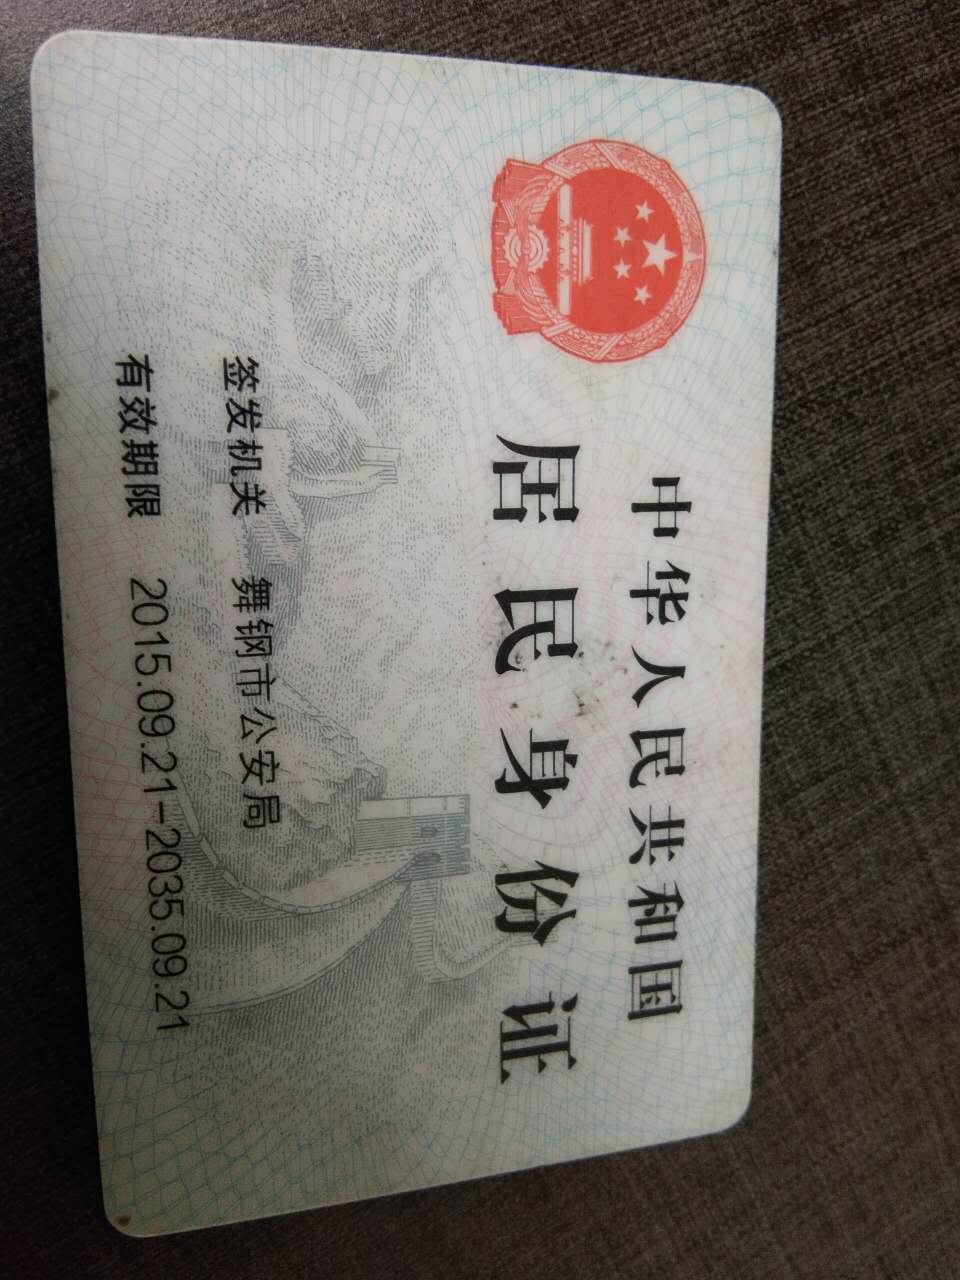 中华人民共和国
居民身份证
签发机关 舞钢市公安局
有效期限 2015.09.21-2035.09.21